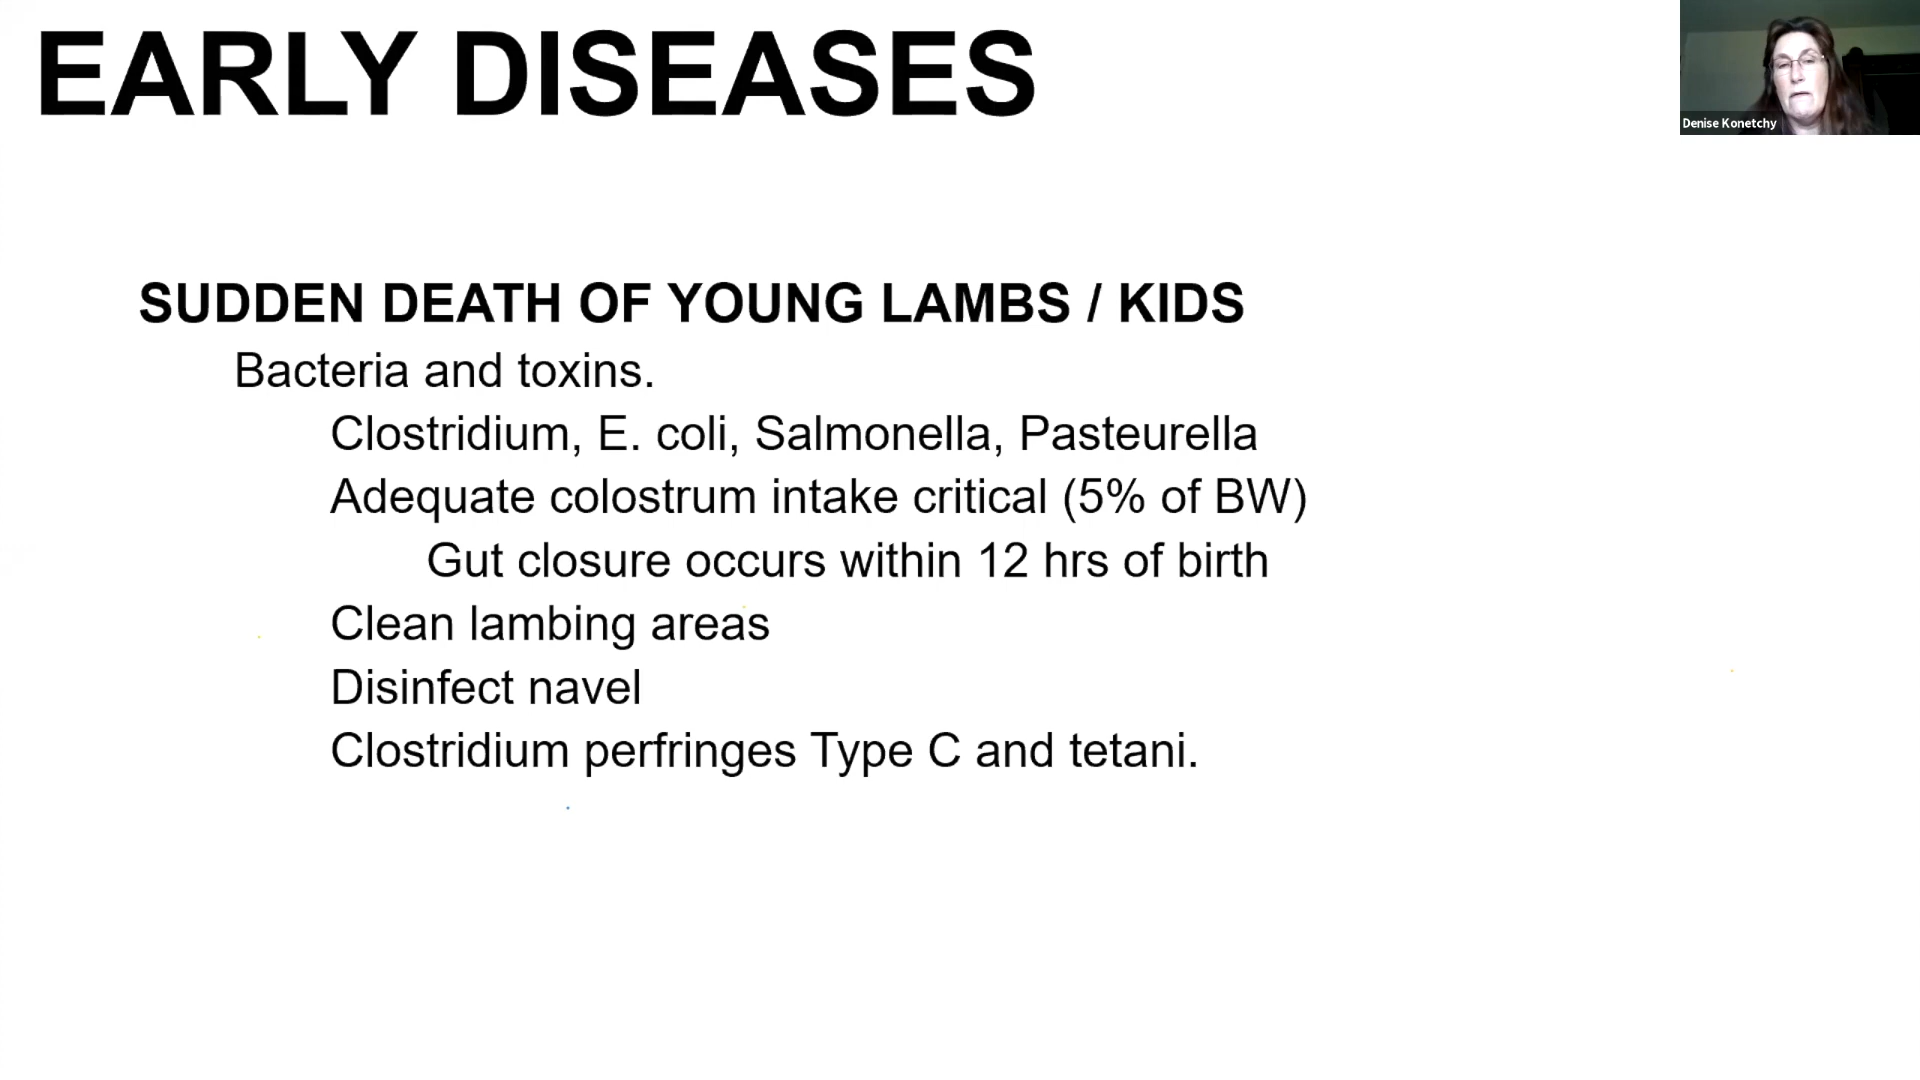 EARLY DISEASES
Denise Konetchy
SUDDEN DEATH OF YOUNG LAMBS / KIDS
Bacteria and toxins.
Clostridium, E. coli, Salmonella, Pasteurella
Adequate colostrum intake critical (5% of BW)
Gut closure occurs within 12 hrs of birth
Clean lambing areas
Disinfect navel
Clostridium perfringes Type C and tetani.